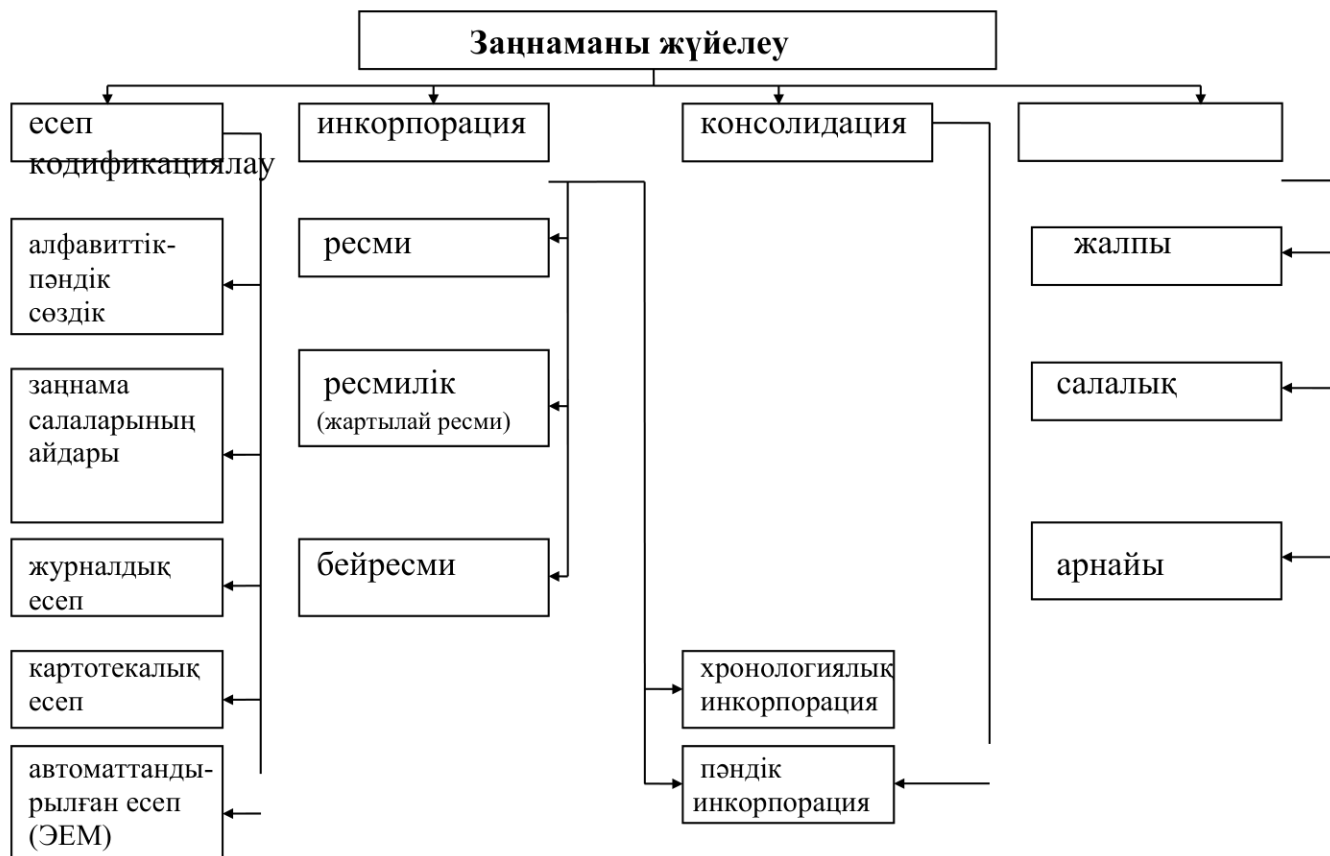 Заңнаманы жүйелеу
есеп
кодификациялау
инкорпорация
консолидация
алфавиттік-
пәндік
сөздік
заңнама
салаларының
айдары
журналдық
есеп
картотекалық
есеп
автоматтанды-
рылған есеп
(ЭЕМ)
ресми
ресмилік
(жартылай ресми)
бейресми
хронологиялық
инкорпорация
пәндік
инкорпорация
жалпы
салалық
арнайы